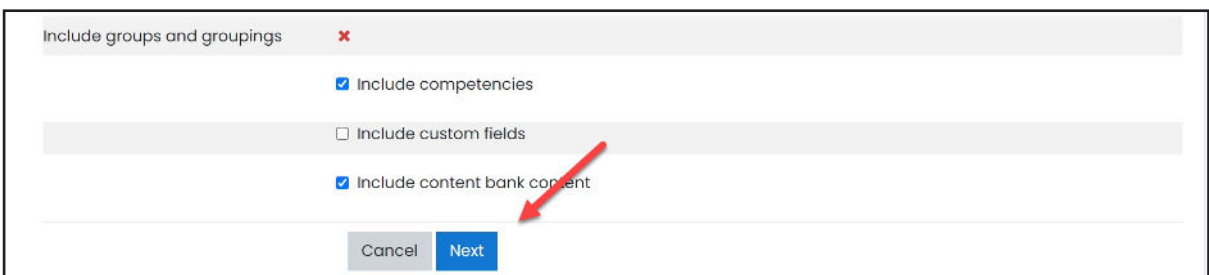 Include groups and groupings
Include competencies
Include custom fields
Include content bank content
Cancel Next